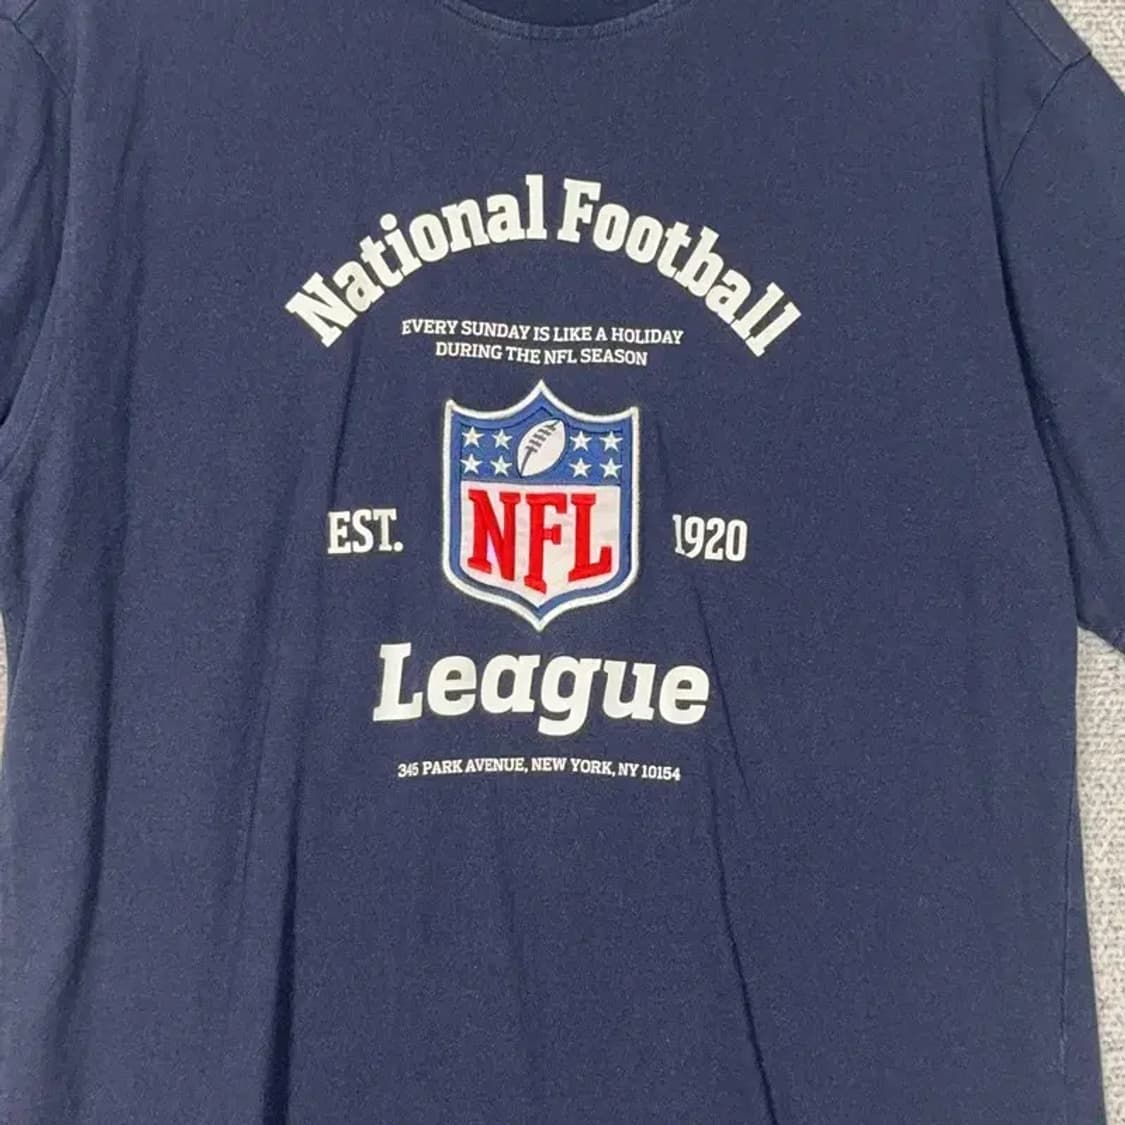 National Football
EVERY SUNDAY IS LIKE A HOLIDAY
DURING THE NFL SEASON
NFL
EST. 1920
League
345 PARK AVENUE, NEW YORK, NY 10154